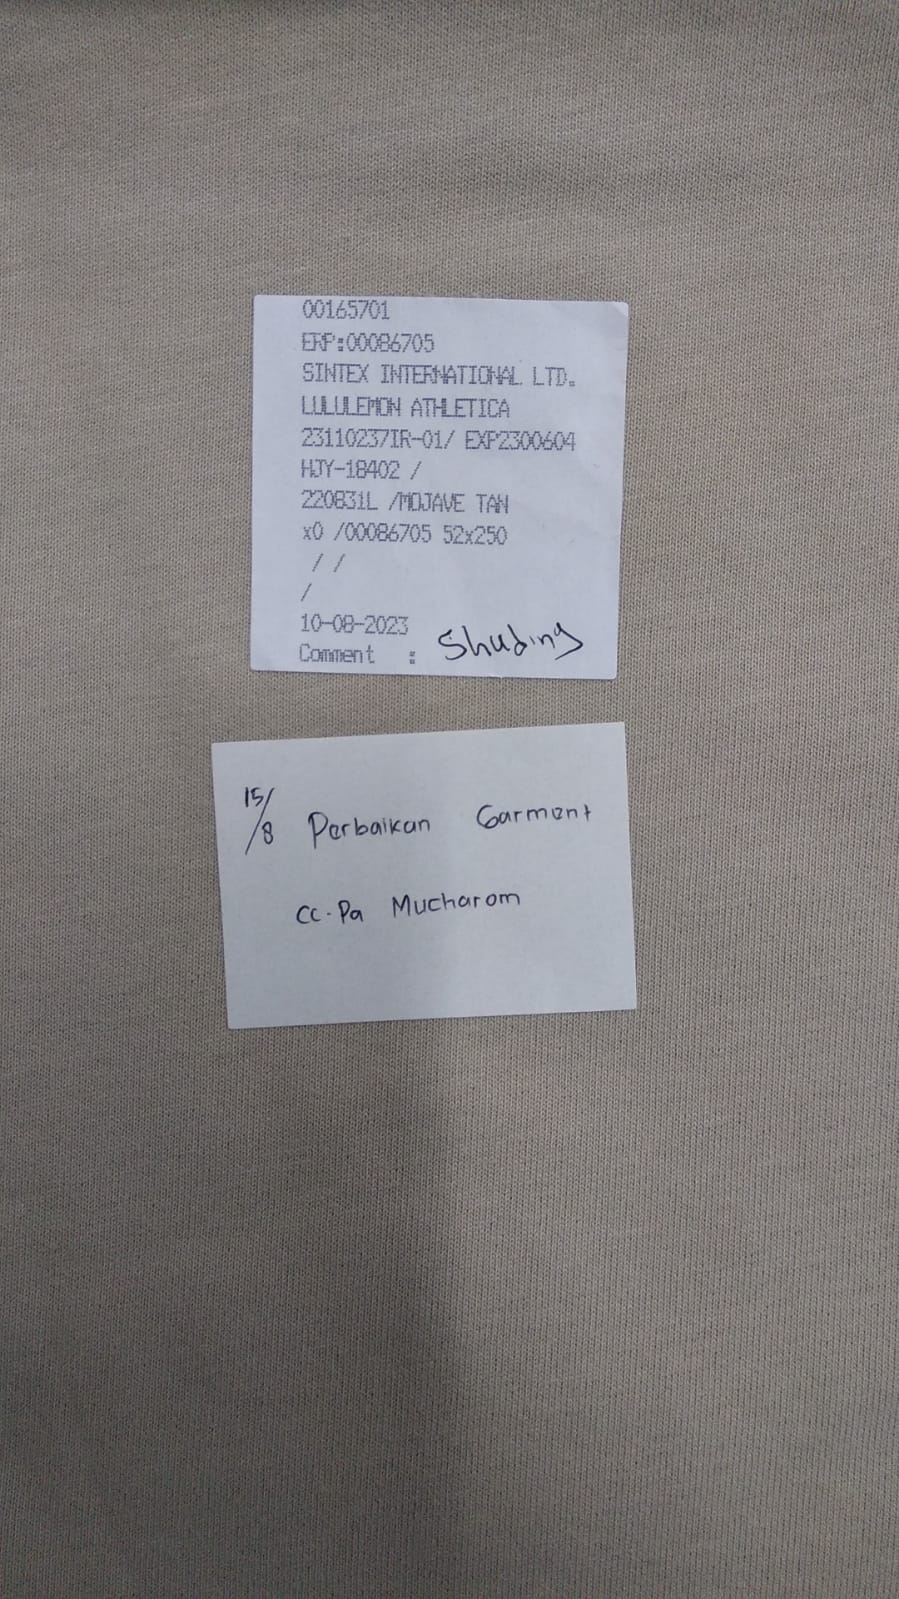 00165701
ERP:00086705
SINTEX INTERNATIONAL LTD.
LULULEMON ATHLETICA
23110237IR-01/ EXP2300604
HJY-18402 /
220831L /MOJAVE TAN
x0 /00086705 52x250
/ /
/
10-08-2023
Comment : Shading
15/8 Perbaikan Garment
CC. Pa Mucharom